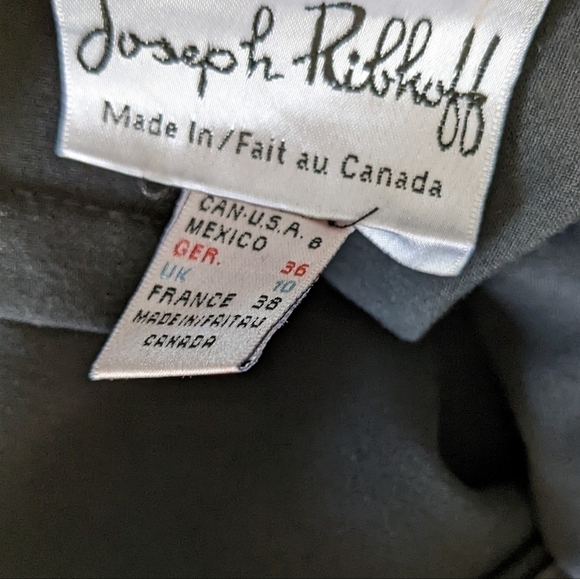 Joseph Ribkoff
Made In/Fait au Canada
CAN·U.S.A. 8
MEXICO
GER. 36
UK 10
FRANCE 38
MADE IN/FAIT AU
CANADA